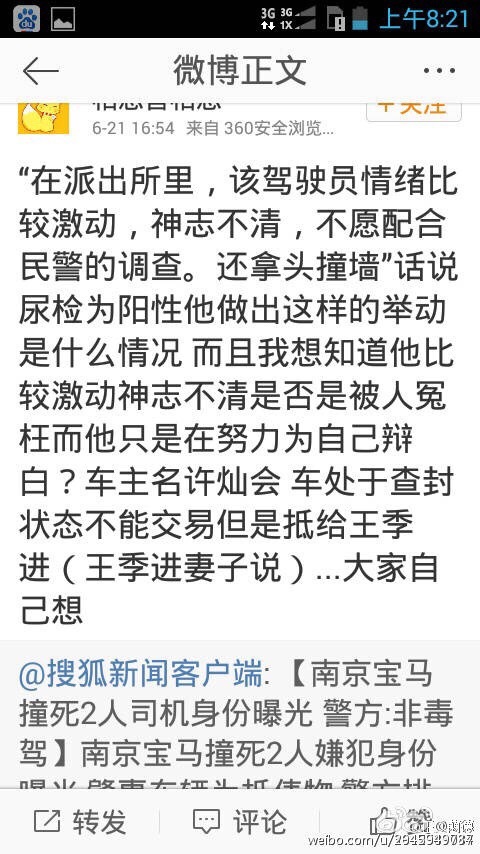 du
3G 3G 1X 上午8:21
微博正文
6-21 16:54 来自 360安全浏览...
+ 关注
“在派出所里，该驾驶员情绪比
较激动，神志不清，不愿配合
民警的调查。还拿头撞墙”话说
尿检为阳性他做出这样的举动
是什么情况 而且我想知道他比
较激动神志不清是否是被人冤
枉而他只是在努力为自己辩
白？车主名许灿会 车处于查封
状态不能交易但是抵给王季
进（王季进妻子说）...大家自
己想
@搜狐新闻客户端:【南京宝马
撞死2人司机身份曝光 警方:非毒
驾】南京宝马撞死2人嫌犯身份
转发 评论